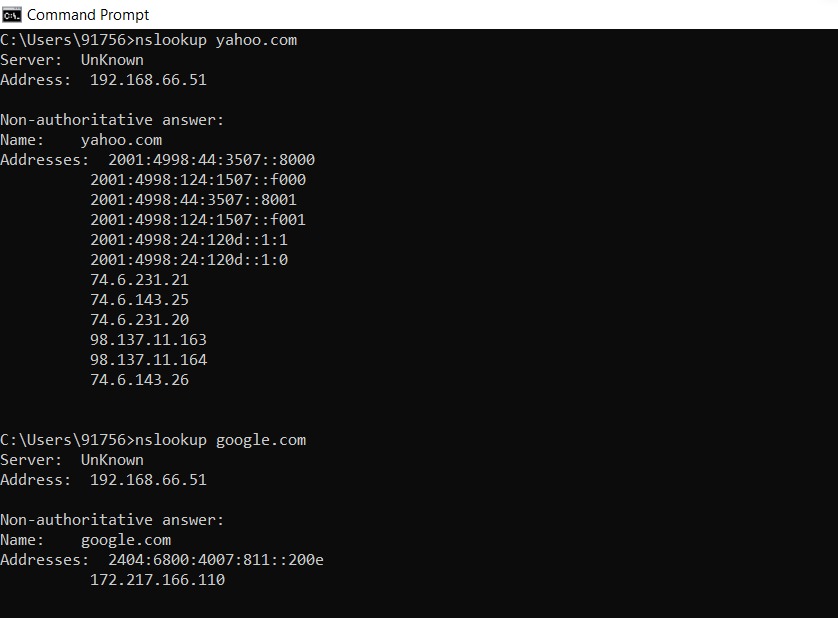 Command Prompt
C:\Users\91756>nslookup yahoo.com
Server:  UnKnown
Address:  192.168.66.51

Non-authoritative answer:
Name:    yahoo.com
Addresses:  2001:4998:44:3507::8000
          2001:4998:124:1507::f000
          2001:4998:44:3507::8001
          2001:4998:124:1507::f001
          2001:4998:24:120d::1:1
          2001:4998:24:120d::1:0
          74.6.231.21
          74.6.143.25
          74.6.231.20
          98.137.11.163
          98.137.11.164
          74.6.143.26

C:\Users\91756>nslookup google.com
Server:  UnKnown
Address:  192.168.66.51

Non-authoritative answer:
Name:    google.com
Addresses:  2404:6800:4007:811::200e
          172.217.166.110